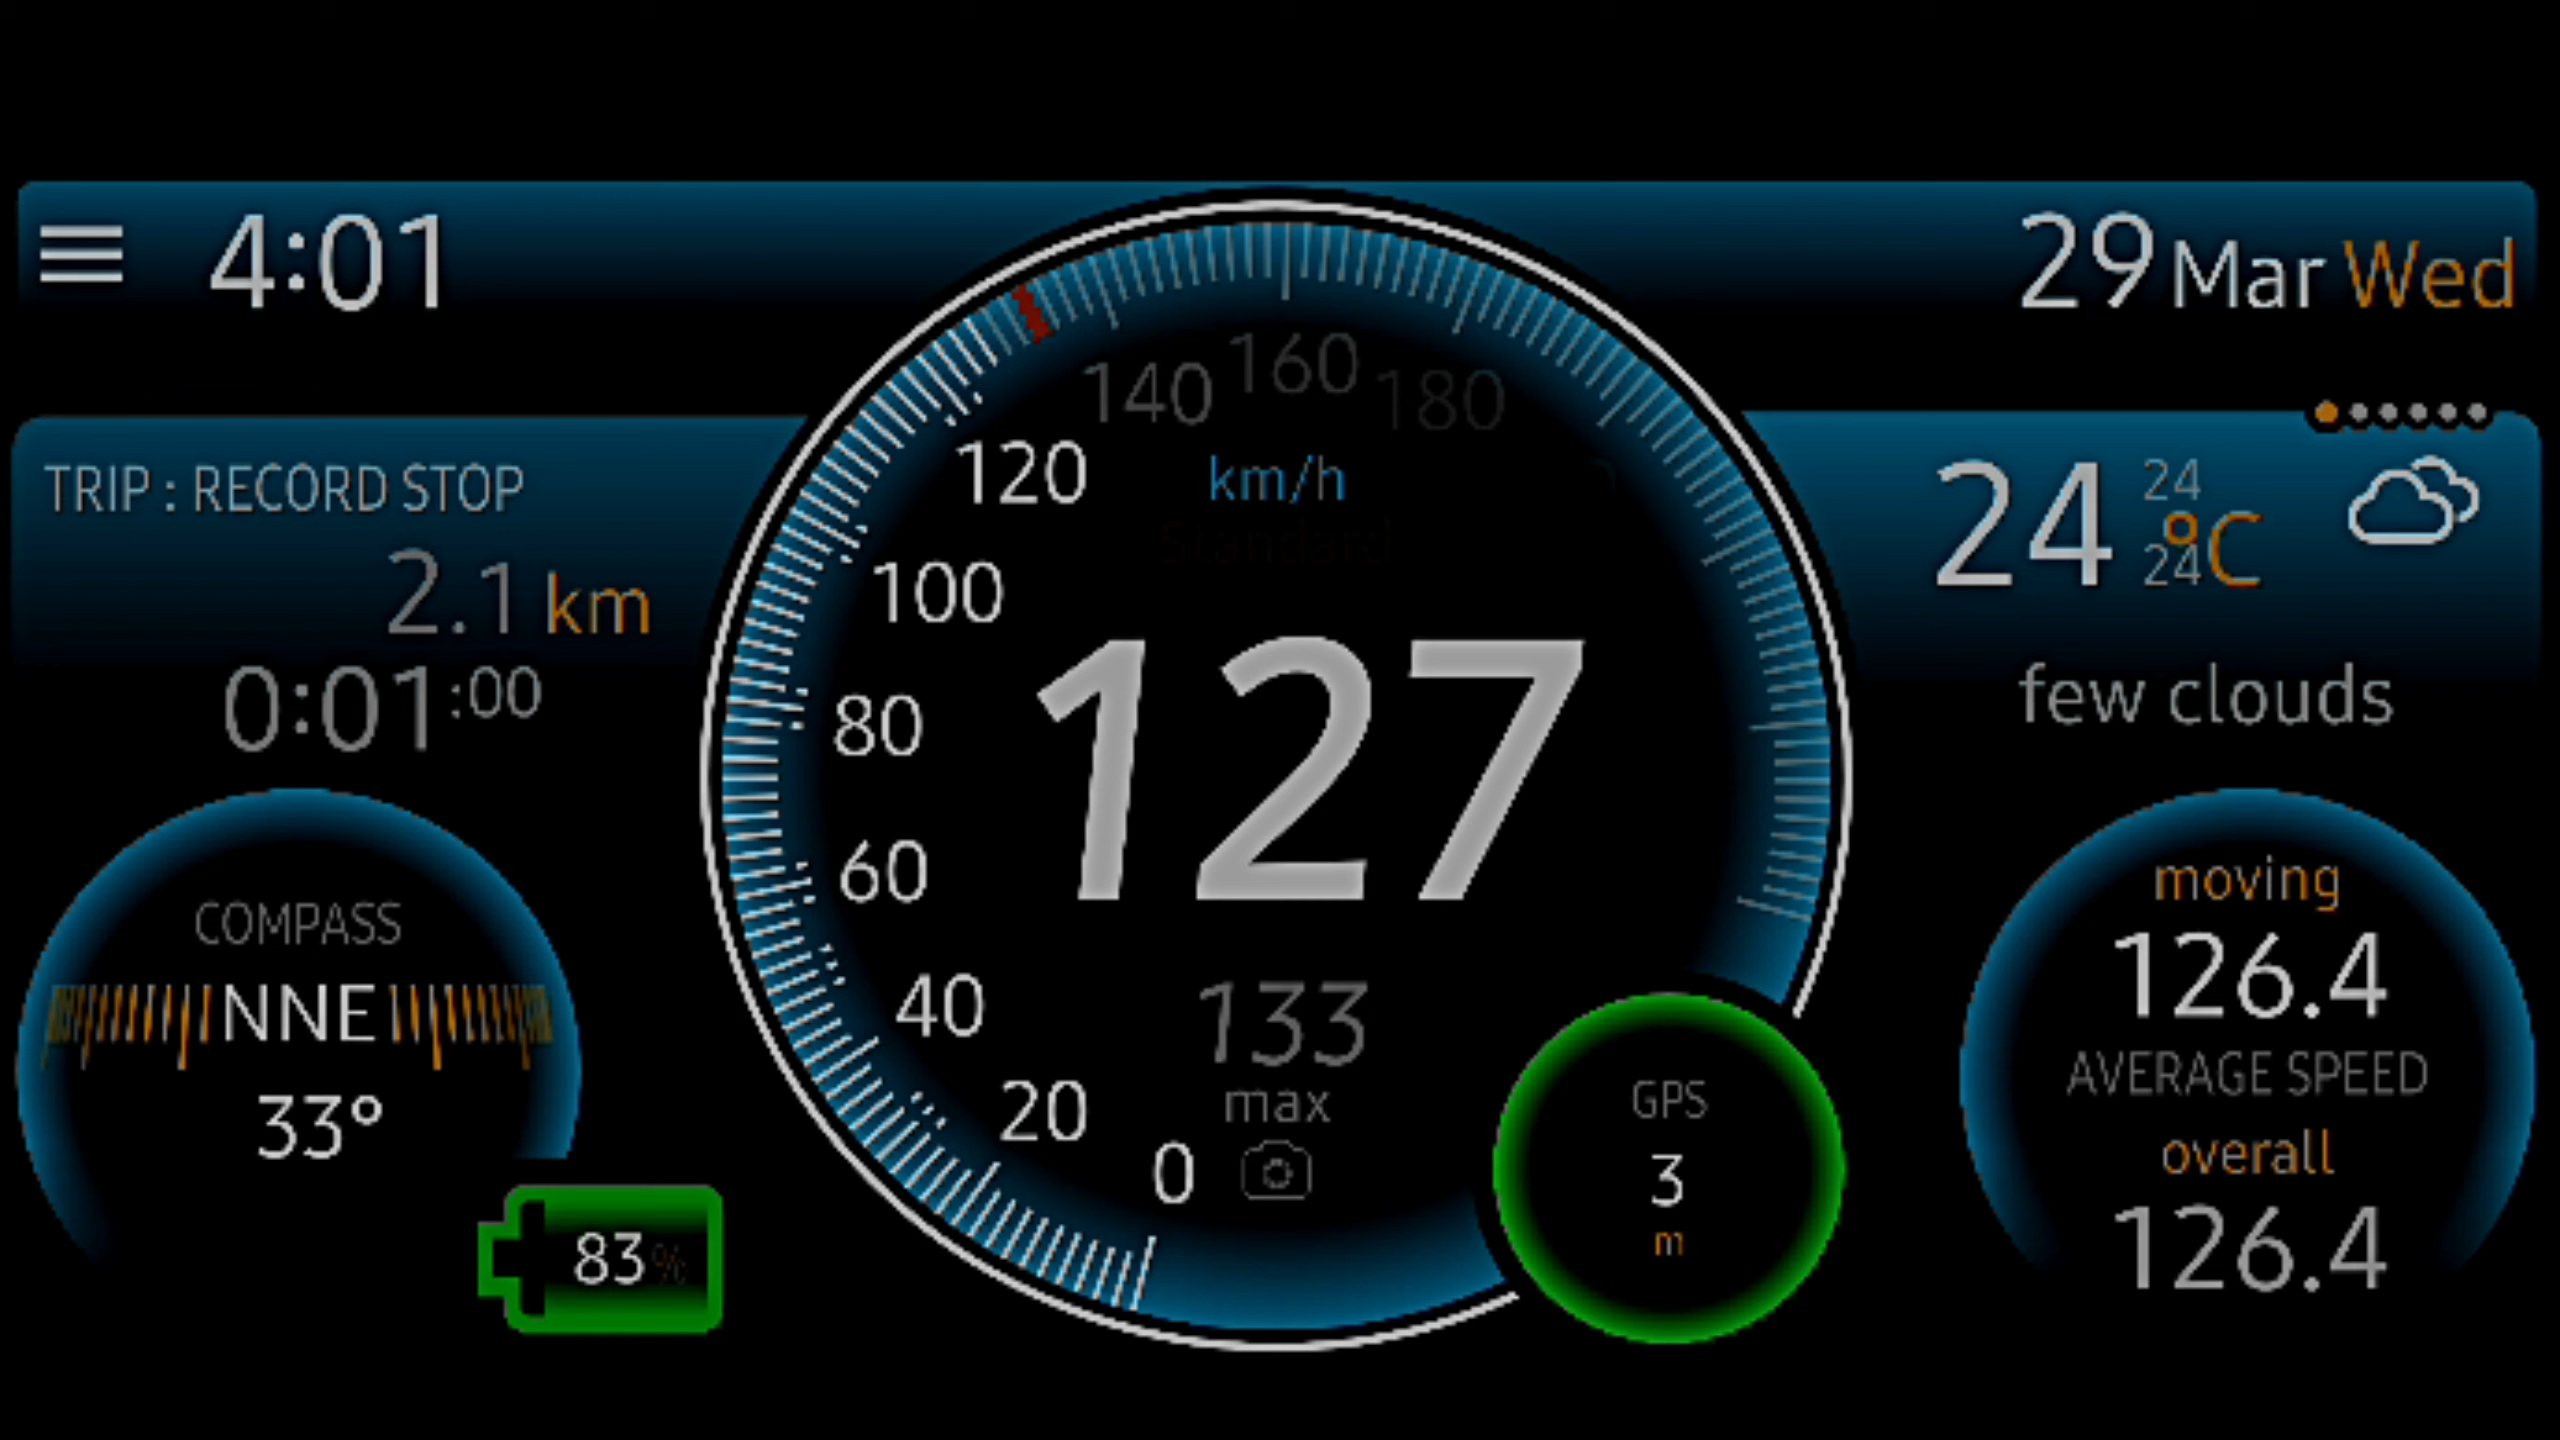 4:01
29 Mar Wed
TRIP : RECORD STOP
2.1 km
0:01:00
COMPASS
NNE
33°
83%
140 160 180
120
100
80
60
40
20
0
km/h
Standard
127
133
max
GPS
3
m
24 24 °C
24
few clouds
moving
126.4
AVERAGE SPEED
overall
126.4